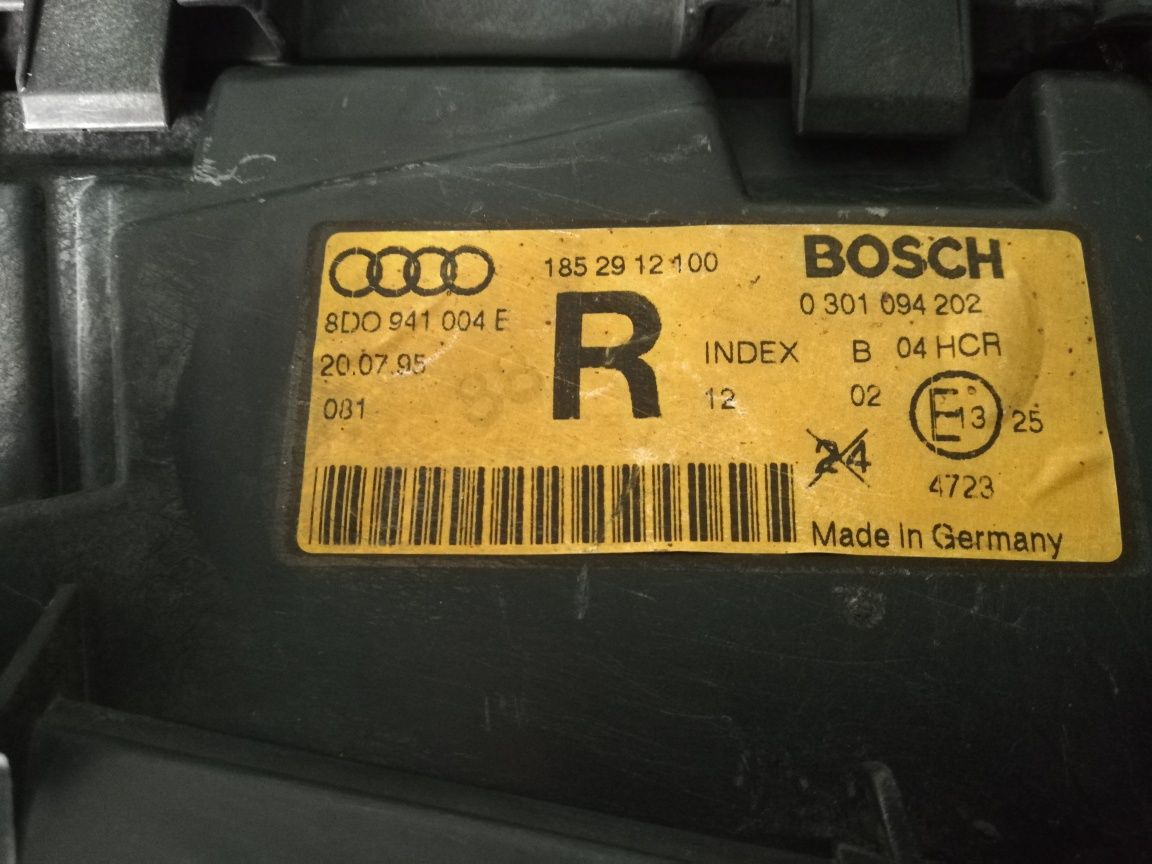 185 29 12 100
BOSCH
8D0 941 004 E
R
0 301 094 202
20.07.95
INDEX B 04 HCR
081
12 02 E 13 25
24
4723
Made in Germany